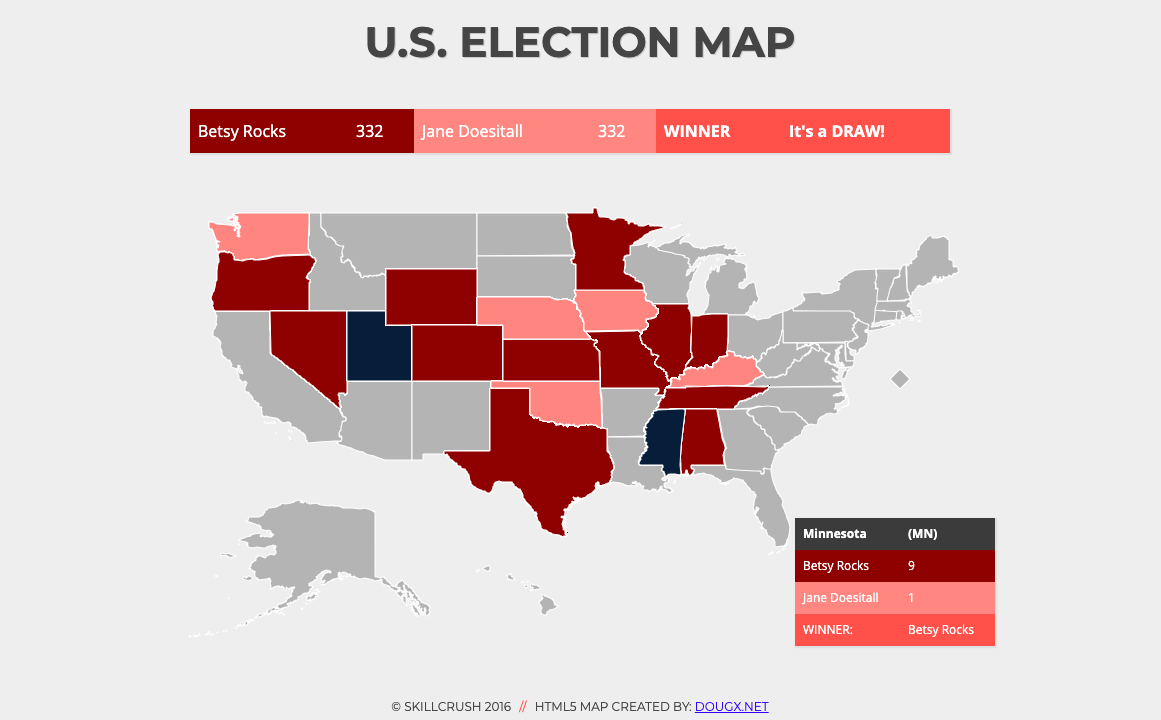 U.S. ELECTION MAP
Betsy Rocks 332 Jane Doesitall 332 WINNER It's a DRAW!
Minnesota (MN)
Betsy Rocks 9
Jane Doesitall 1
WINNER: Betsy Rocks
© SKILLCRUSH 2016 // HTML5 MAP CREATED BY: DOUGX.NET